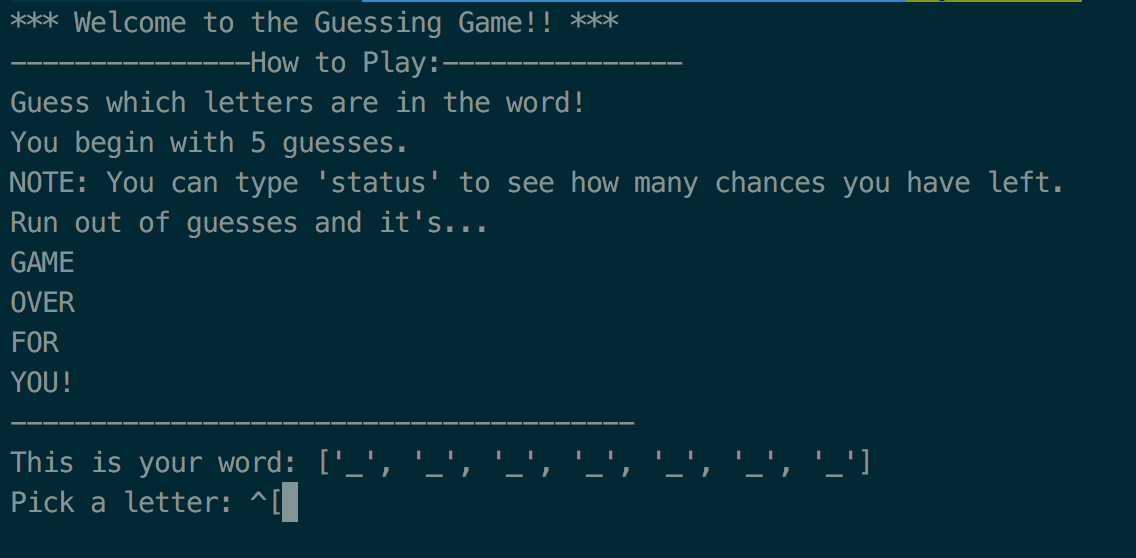 *** Welcome to the Guessing Game!! ***
---------------How to Play:---------------
Guess which letters are in the word!
You begin with 5 guesses.
NOTE: You can type 'status' to see how many chances you have left.
Run out of guesses and it's...
GAME
OVER
FOR
YOU!
---------------------------------------
This is your word: ['_', '_', '_', '_', '_', '_', '_']
Pick a letter: ^[